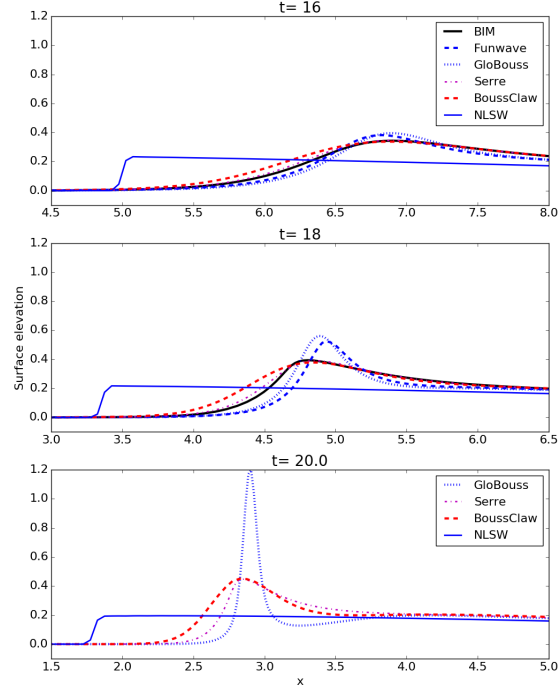 t= 16
1.2
1.0
0.8
0.6
0.4
0.2
0.0
BIM
Funwave
GloBouss
Serre
BoussClaw
NLSW
4.5 5.0 5.5 6.0 6.5 7.0 7.5 8.0
t= 18
Surface elevation
1.2
1.0
0.8
0.6
0.4
0.2
0.0
3.0 3.5 4.0 4.5 5.0 5.5 6.0 6.5
t= 20.0
1.2
1.0
0.8
0.6
0.4
0.2
0.0
GloBouss
Serre
BoussClaw
NLSW
1.5 2.0 2.5 3.0 3.5 4.0 4.5 5.0
x